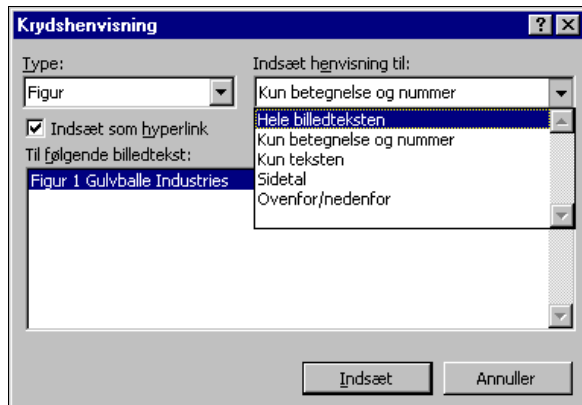 Krydshenvisning
Type:
Indsæt henvisning til:
Figur
Kun betegnelse og nummer
Indsæt som hyperlink
Hele billedteksten
Kun betegnelse og nummer
Kun teksten
Sidetal
Ovenfor/nedenfor
Til følgende billedtekst:
Figur 1 Gulvballe Industries
Indsæt
Annuller